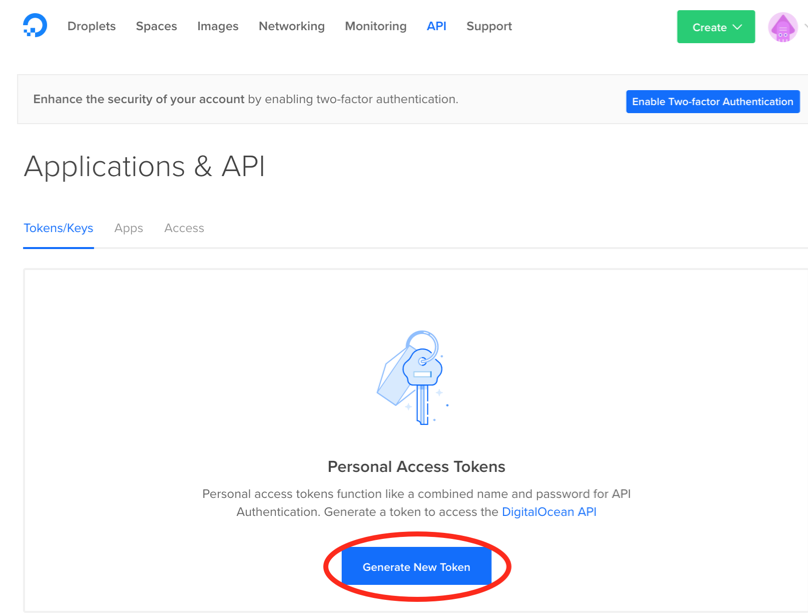 Droplets Spaces Images Networking Monitoring API Support Create
Enhance the security of your account by enabling two-factor authentication. Enable Two-factor Authentication
Applications & API
Tokens/Keys Apps Access
Personal Access Tokens
Personal access tokens function like a combined name and password for API
Authentication. Generate a token to access the DigitalOcean API
Generate New Token